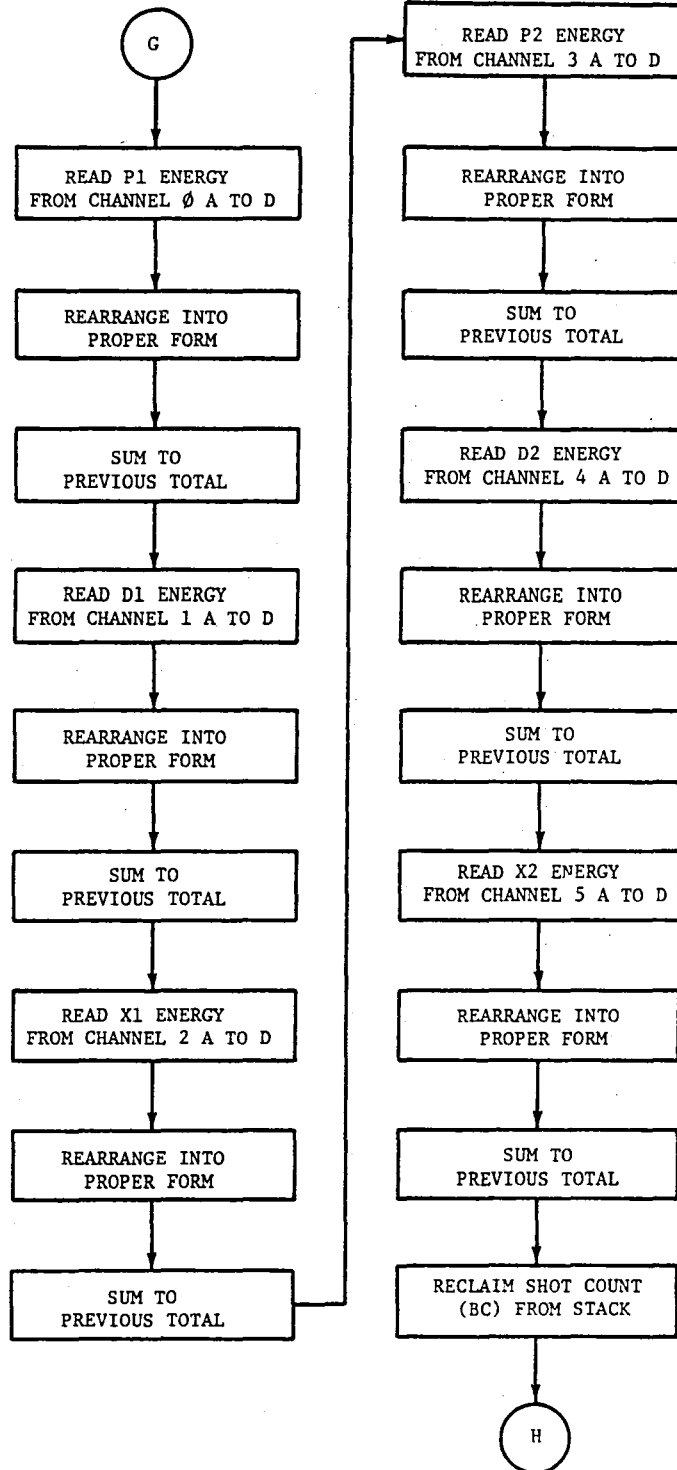 G
READ P1 ENERGY
FROM CHANNEL Ø A TO D
REARRANGE INTO
PROPER FORM
SUM TO
PREVIOUS TOTAL
READ D1 ENERGY
FROM CHANNEL 1 A TO D
REARRANGE INTO
PROPER FORM
SUM TO
PREVIOUS TOTAL
READ X1 ENERGY
FROM CHANNEL 2 A TO D
REARRANGE INTO
PROPER FORM
SUM TO
PREVIOUS TOTAL
READ P2 ENERGY
FROM CHANNEL 3 A TO D
REARRANGE INTO
PROPER FORM
SUM TO
PREVIOUS TOTAL
READ D2 ENERGY
FROM CHANNEL 4 A TO D
REARRANGE INTO
PROPER FORM
SUM TO
PREVIOUS TOTAL
READ X2 ENERGY
FROM CHANNEL 5 A TO D
REARRANGE INTO
PROPER FORM
SUM TO
PREVIOUS TOTAL
RECLAIM SHOT COUNT
(BC) FROM STACK
H